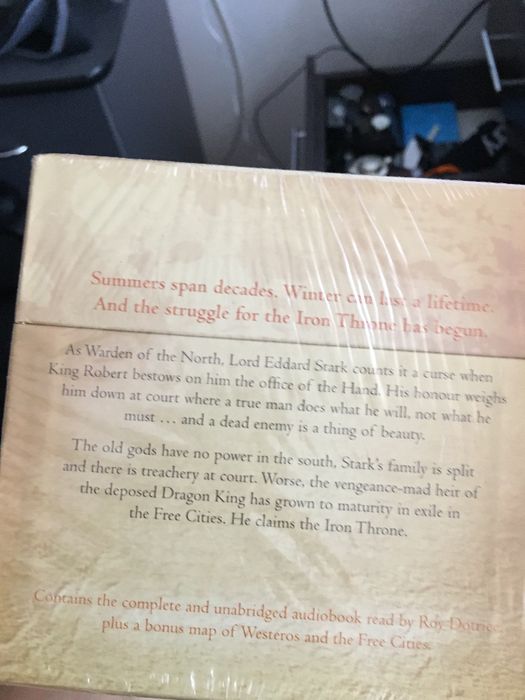 Summers span decades. Winter can last a lifetime.
And the struggle for the Iron Throne has begun.
As Warden of the North, Lord Eddard Stark counts it a curse when
King Robert bestows on him the office of the Hand. His honour weighs
him down at court where a true man does what he will, not what he
must ... and a dead enemy is a thing of beauty.
The old gods have no power in the south, Stark's family is split
and there is treachery at court. Worse, the vengeance-mad heir of
the deposed Dragon King has grown to maturity in exile in
the Free Cities. He claims the Iron Throne.
Contains the complete and unabridged audiobook read by Roy Dotrice
plus a bonus map of Westeros and the Free Cities.